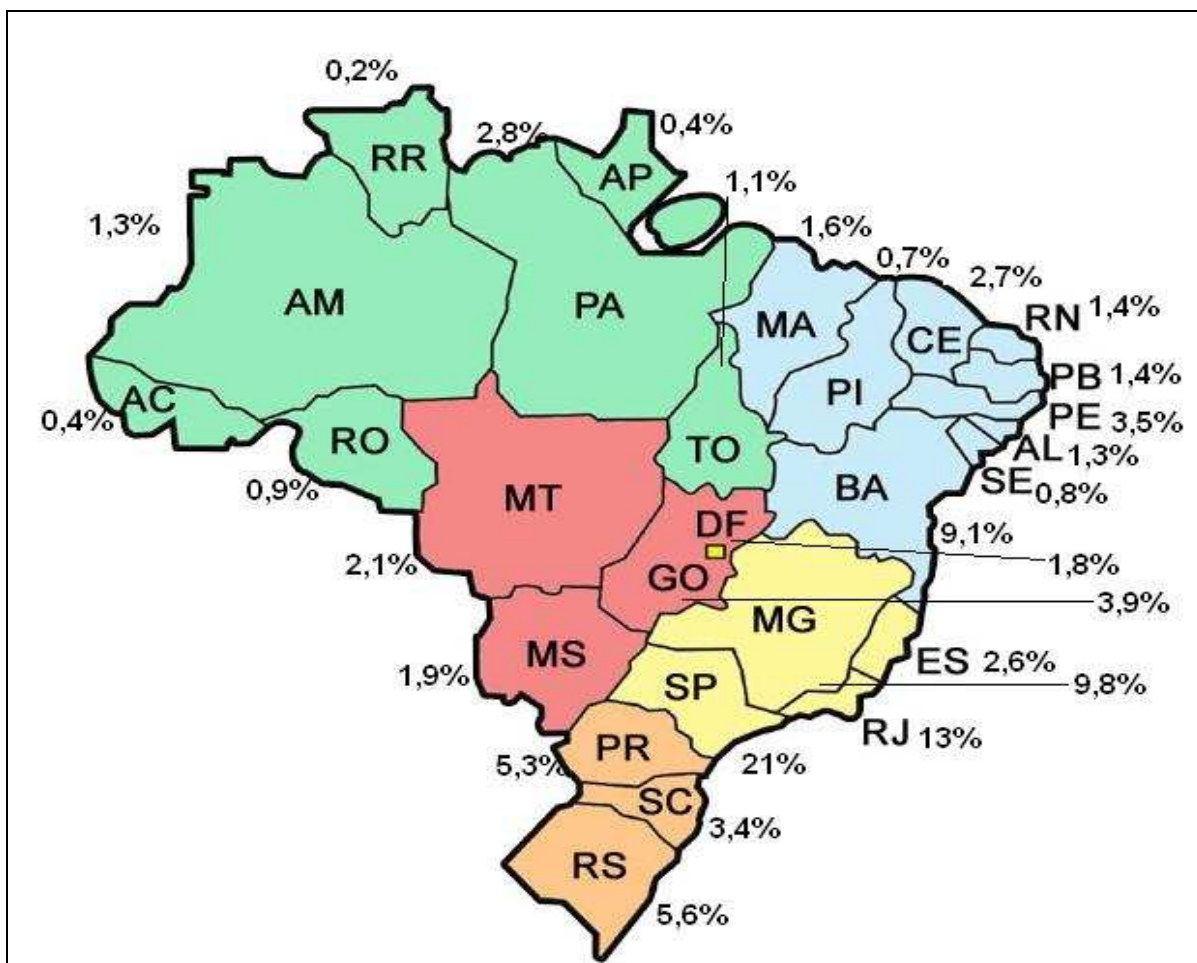 0,2%
2,8%
0,4%
RR
AP
1,1%
1,3%
1,6%
0,7%
2,7%
AM
PA
MA
CE
RN 1,4%
PI
PB 1,4%
AC
0,4%
PE 3,5%
RO
TO
AL 1,3%
SE 0,8%
0,9%
MT
BA
DF
9,1%
2,1%
1,8%
GO
3,9%
MG
MS
1,9%
SP
ES 2,6%
9,8%
RJ 13%
PR
5,3%
21%
SC
3,4%
RS
5,6%